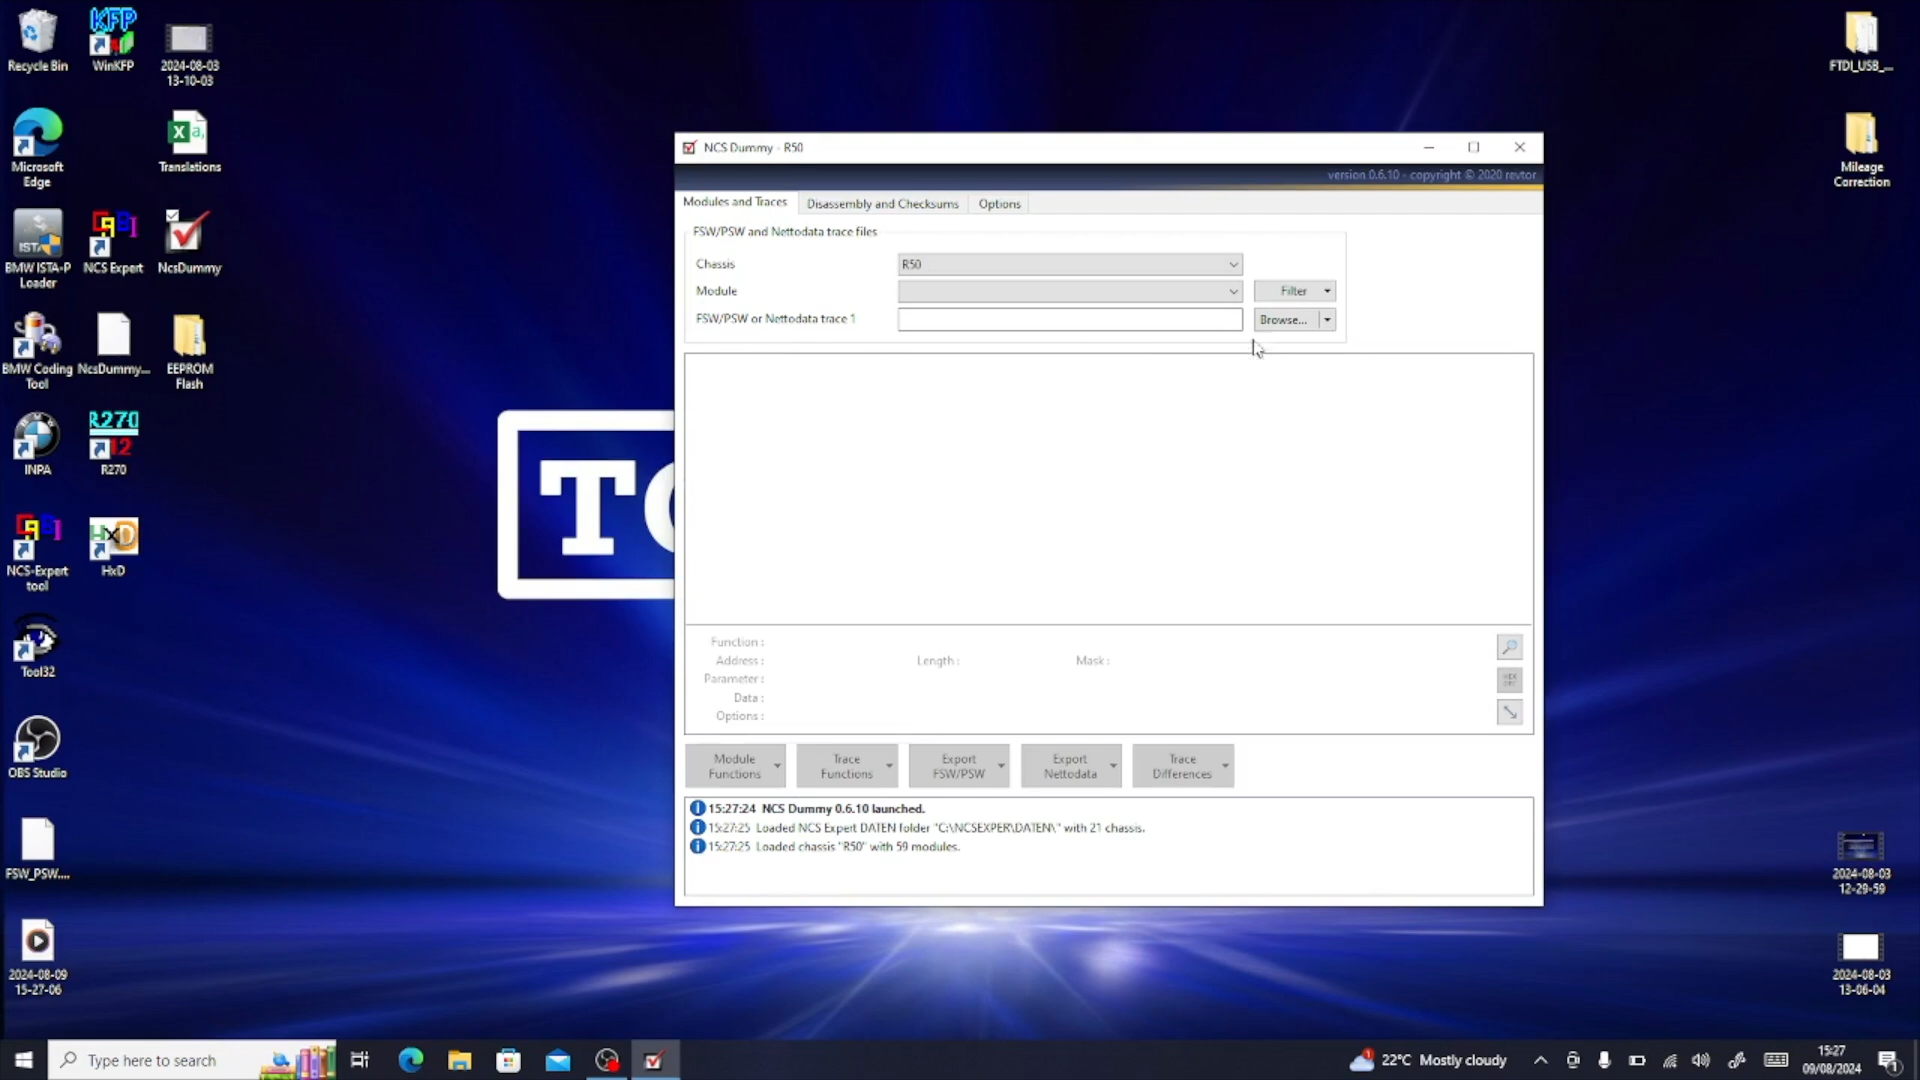 Recycle Bin
KFP
WinKFP
2024-08-03
13-10-03
Microsoft
Edge
Translations
ISTA-P
BMW ISTA-P
Loader
NCS Expert
NcsDummy
BMW Coding
Tool
NcsDummy...
EEPROM
Flash
INPA
R270
12
R270
NCS-Expert
tool
HxD
HxD
Tool32
OBS Studio
FSW_PSW....
2024-08-09
15-27-06
FTDI_USB_...
Mileage
Correction
2024-08-03
12-29-59
2024-08-03
13-06-04
NCS Dummy - R50
version 0.6.10 - copyright © 2020 revtor
Modules and Traces
Disassembly and Checksums
Options
FSW/PSW and Nettodata trace files
Chassis
R50
Module
Filter
FSW/PSW or Nettodata trace 1
Browse...
Function :
Address :
Length :
Mask :
Parameter :
Data :
Options :
Module
Functions
Trace
Functions
Export
FSW/PSW
Export
Nettodata
Trace
Differences
15:27:24 NCS Dummy 0.6.10 launched.
15:27:25 Loaded NCS Expert DATEN folder "C:\NCSEXPER\DATEN\" with 21 chassis.
15:27:25 Loaded chassis "R50" with 59 modules.
Type here to search
22°C Mostly cloudy
15:27
09/08/2024